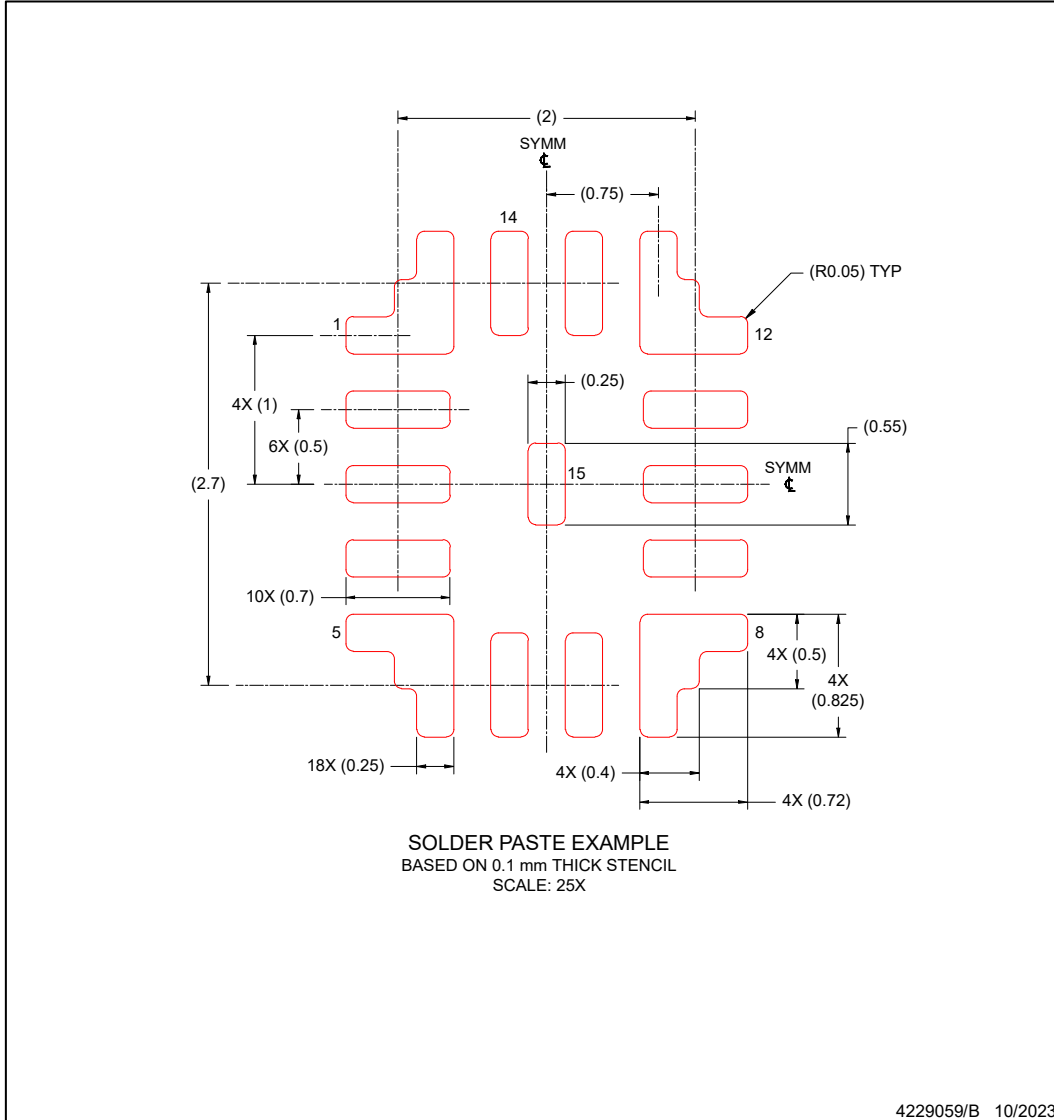 (2)
SYMM
℄
(0.75)
14
(R0.05) TYP
1
12
(0.25)
4X (1)
(0.55)
6X (0.5)
SYMM
℄
15
(2.7)
10X (0.7)
5
8
4X (0.5)
4X
(0.825)
18X (0.25)
4X (0.4)
4X (0.72)
SOLDER PASTE EXAMPLE
BASED ON 0.1 mm THICK STENCIL
SCALE: 25X
4229059/B 10/2023